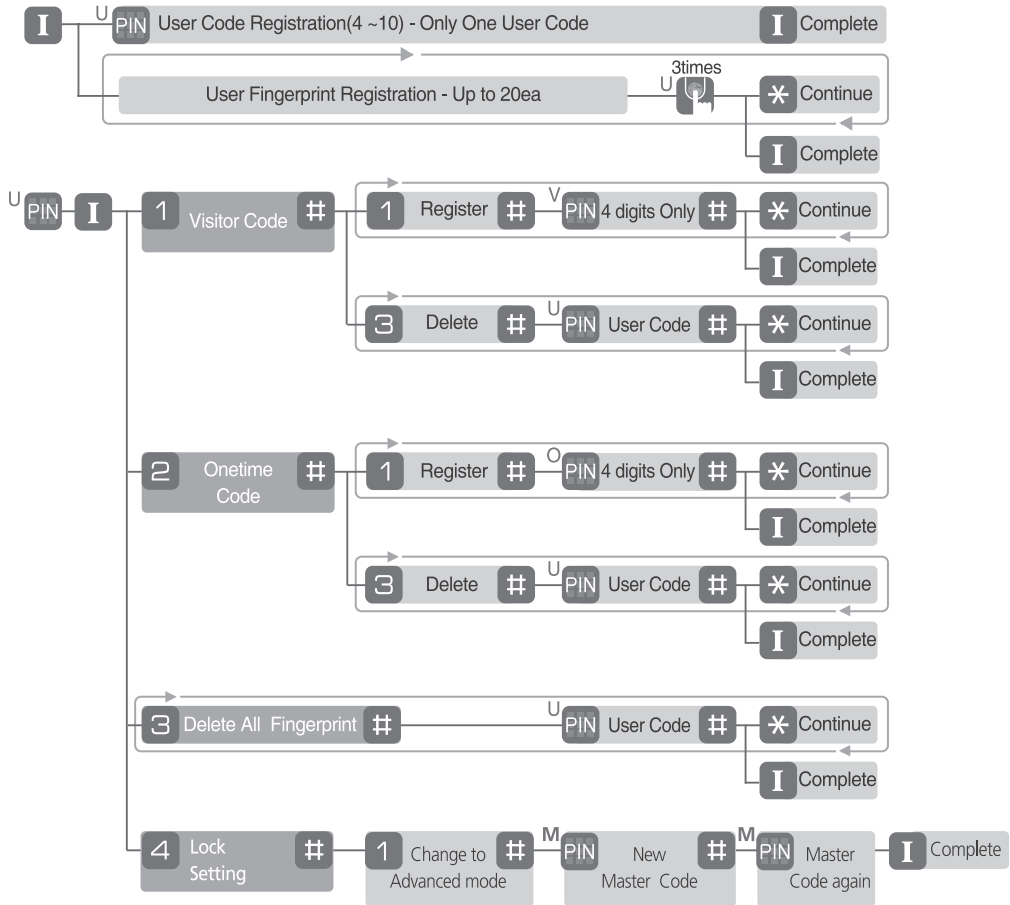 I U PIN User Code Registration(4 ~10) - Only One User Code I Complete
3times
User Fingerprint Registration - Up to 20ea U * Continue
I Complete
U PIN I 1 Visitor Code # 1 Register # V PIN 4 digits Only # * Continue
I Complete
3 Delete # U PIN User Code # * Continue
I Complete
2 Onetime # 1 Register # O PIN 4 digits Only # * Continue
Code
I Complete
3 Delete # U PIN User Code # * Continue
I Complete
3 Delete All Fingerprint # U PIN User Code # * Continue
I Complete
4 Lock # 1 Change to # M PIN New # M PIN Master I Complete
Setting Advanced mode Master Code Code again